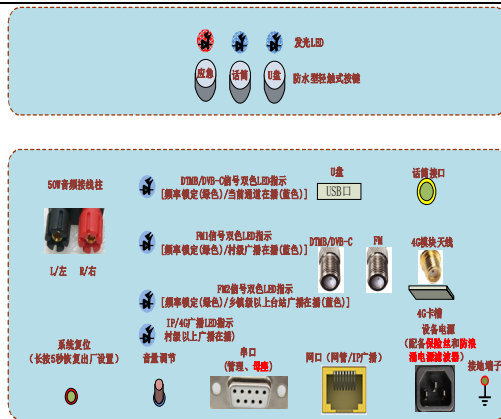 发光LED
应急 话筒 U盘 防水型轻触式按键
50W音频接线柱
L/左 R/右
DTMB/DVB-C信号双色LED指示
[频率锁定(绿色)/当前通道在播(蓝色)]
U盘
USB口
话筒接口
FM1信号双色LED指示
[频率锁定(绿色)/村级广播在播(蓝色)]
DTMB/DVB-C FM
4G模块天线
FM2信号双色LED指示
[频率锁定(绿色)/乡镇级以上台站广播在播(蓝色)]
4G卡槽
IP/4G广播LED指示
村级以上广播(蓝色)
系统复位
(长按5秒恢复出厂设置)
音量调节
串口
(管理、母座)
网口(网管/IP广播)
设备电源
(配备保险丝和防浪
涌电源滤波器)
接地端子